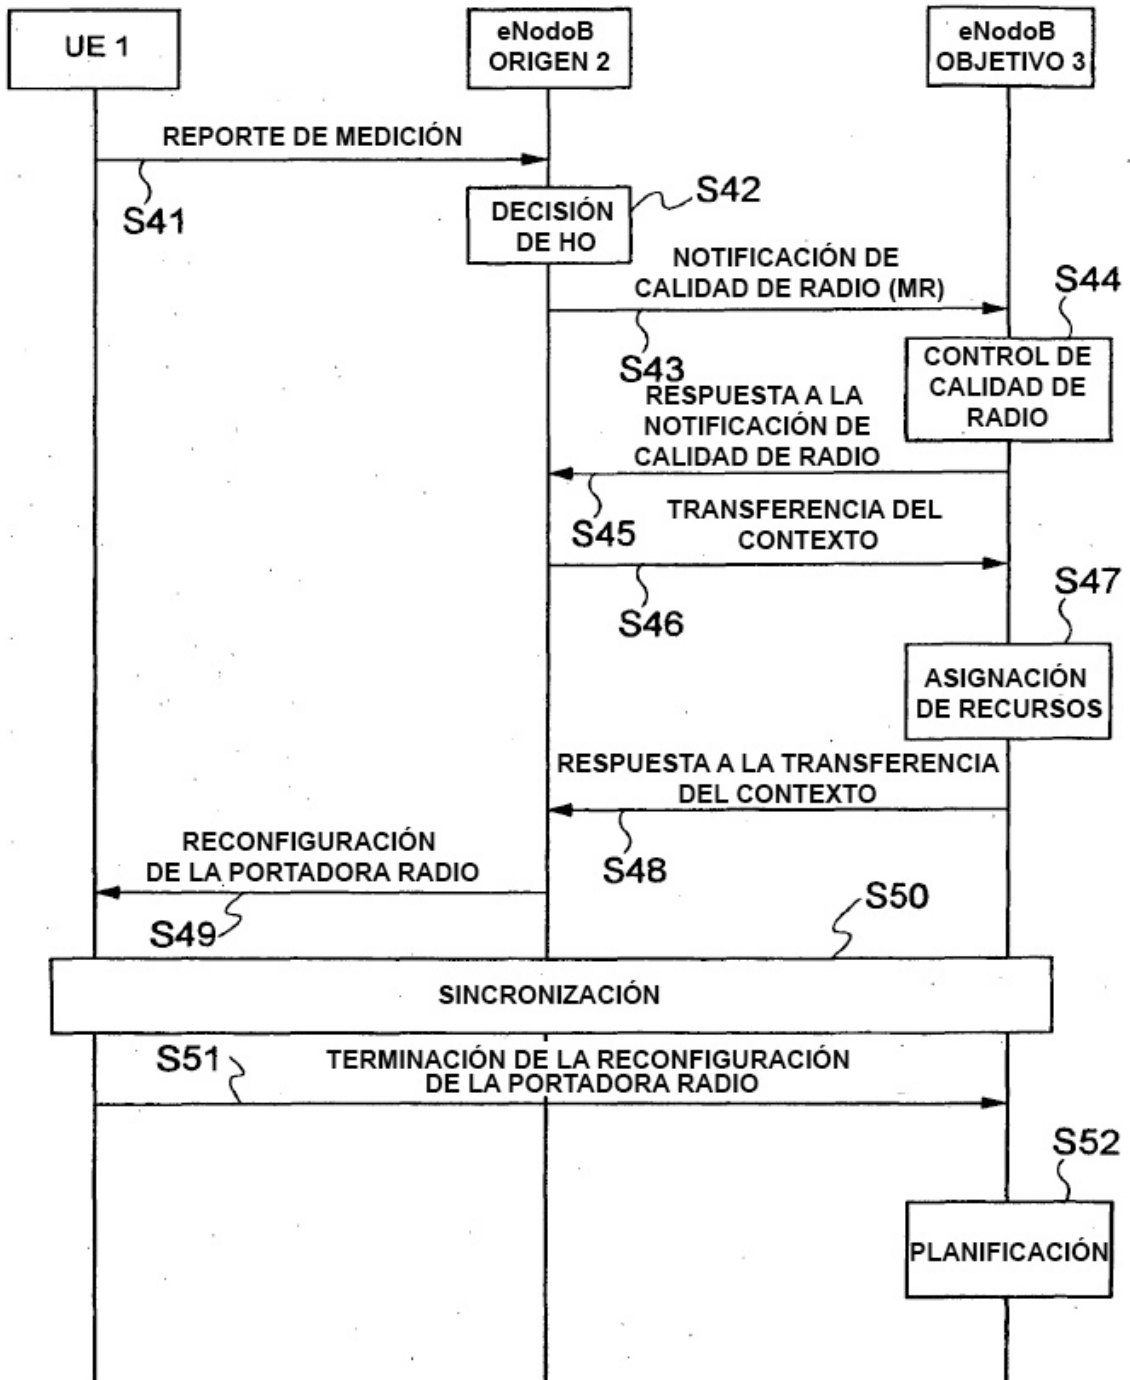 UE 1
eNodoB
ORIGEN 2
eNodoB
OBJETIVO 3
REPORTE DE MEDICIÓN
S41
S42
DECISIÓN
DE HO
NOTIFICACIÓN DE
CALIDAD DE RADIO (MR)
S43
S44
CONTROL DE
CALIDAD DE
RADIO
RESPUESTA A LA
NOTIFICACIÓN DE
CALIDAD DE RADIO
S45
TRANSFERENCIA DEL
CONTEXTO
S46
S47
ASIGNACIÓN
DE RECURSOS
RESPUESTA A LA TRANSFERENCIA
DEL CONTEXTO
S48
RECONFIGURACIÓN
DE LA PORTADORA RADIO
S49
S50
SINCRONIZACIÓN
S51
TERMINACIÓN DE LA RECONFIGURACIÓN
DE LA PORTADORA RADIO
S52
PLANIFICACIÓN